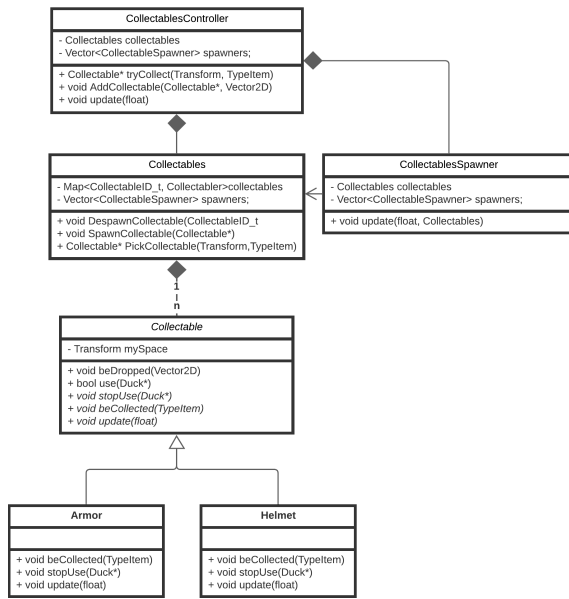 CollectablesController
- Collectables collectables
- Vector<CollectableSpawner> spawners;
+ Collectable* tryCollect(Transform, TypeItem)
+ void AddCollectable(Collectable*, Vector2D)
+ void update(float)
Collectables
- Map<CollectableID_t, Collectabler>collectables
- Vector<CollectableSpawner> spawners;
+ void DespawnCollectable(CollectableID_t
+ void SpawnCollectable(Collectable*)
+ Collectable* PickCollectable(Transform,TypeItem)
CollectablesSpawner
- Collectables collectables
- Vector<CollectableSpawner> spawners;
+ void update(float, Collectables)
1
n
Collectable
- Transform mySpace
+ void beDropped(Vector2D)
+ bool use(Duck*)
+ void stopUse(Duck*)
+ void beCollected(TypeItem)
+ void update(float)
Armor
+ void beCollected(TypeItem)
+ void stopUse(Duck*)
+ void update(float)
Helmet
+ void beCollected(TypeItem)
+ void stopUse(Duck*)
+ void update(float)